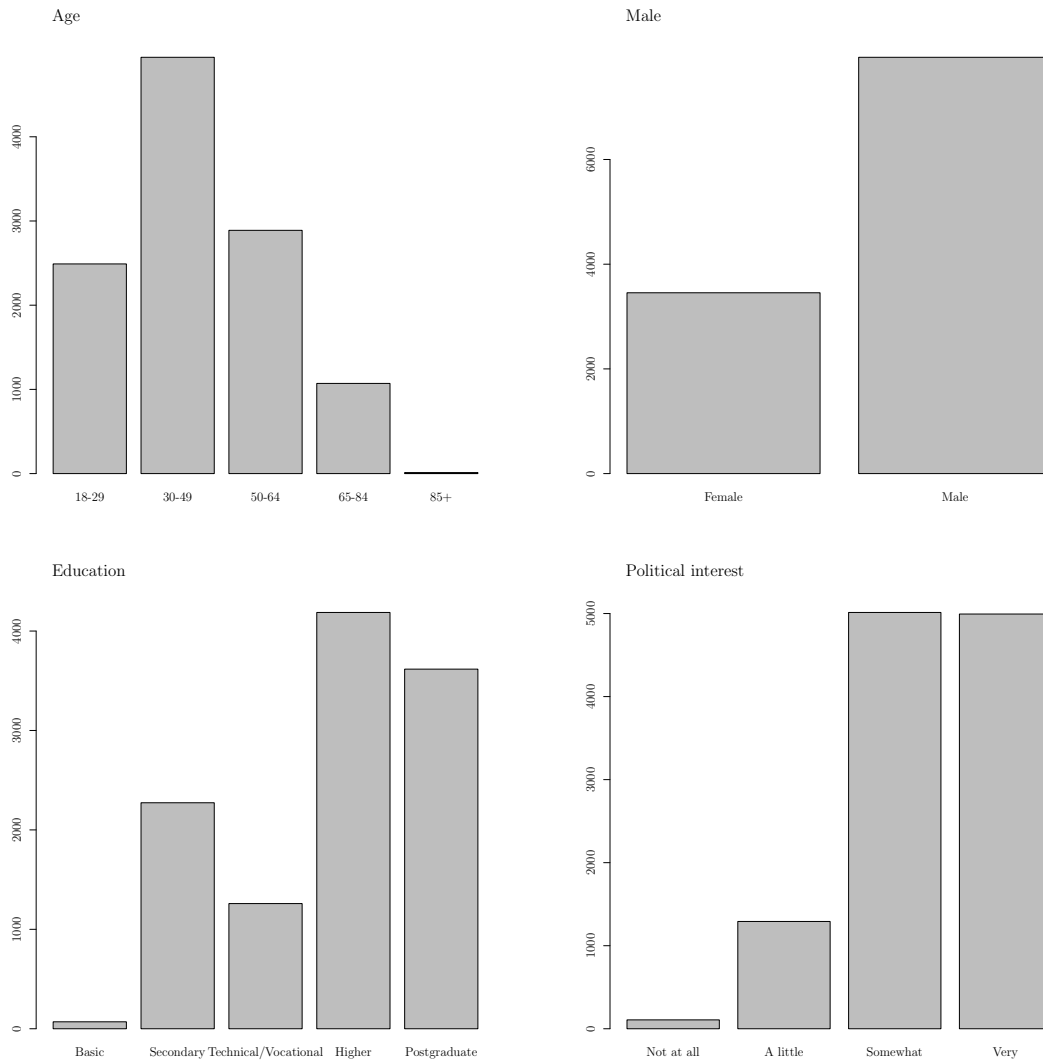 Age
4000
3000
2000
1000
0
18-29 30-49 50-64 65-84 85+
Male
6000
4000
2000
0
Female Male
Education
4000
3000
2000
1000
0
Basic Secondary Technical/Vocational Higher Postgraduate
Political interest
5000
4000
3000
2000
1000
0
Not at all A little Somewhat Very